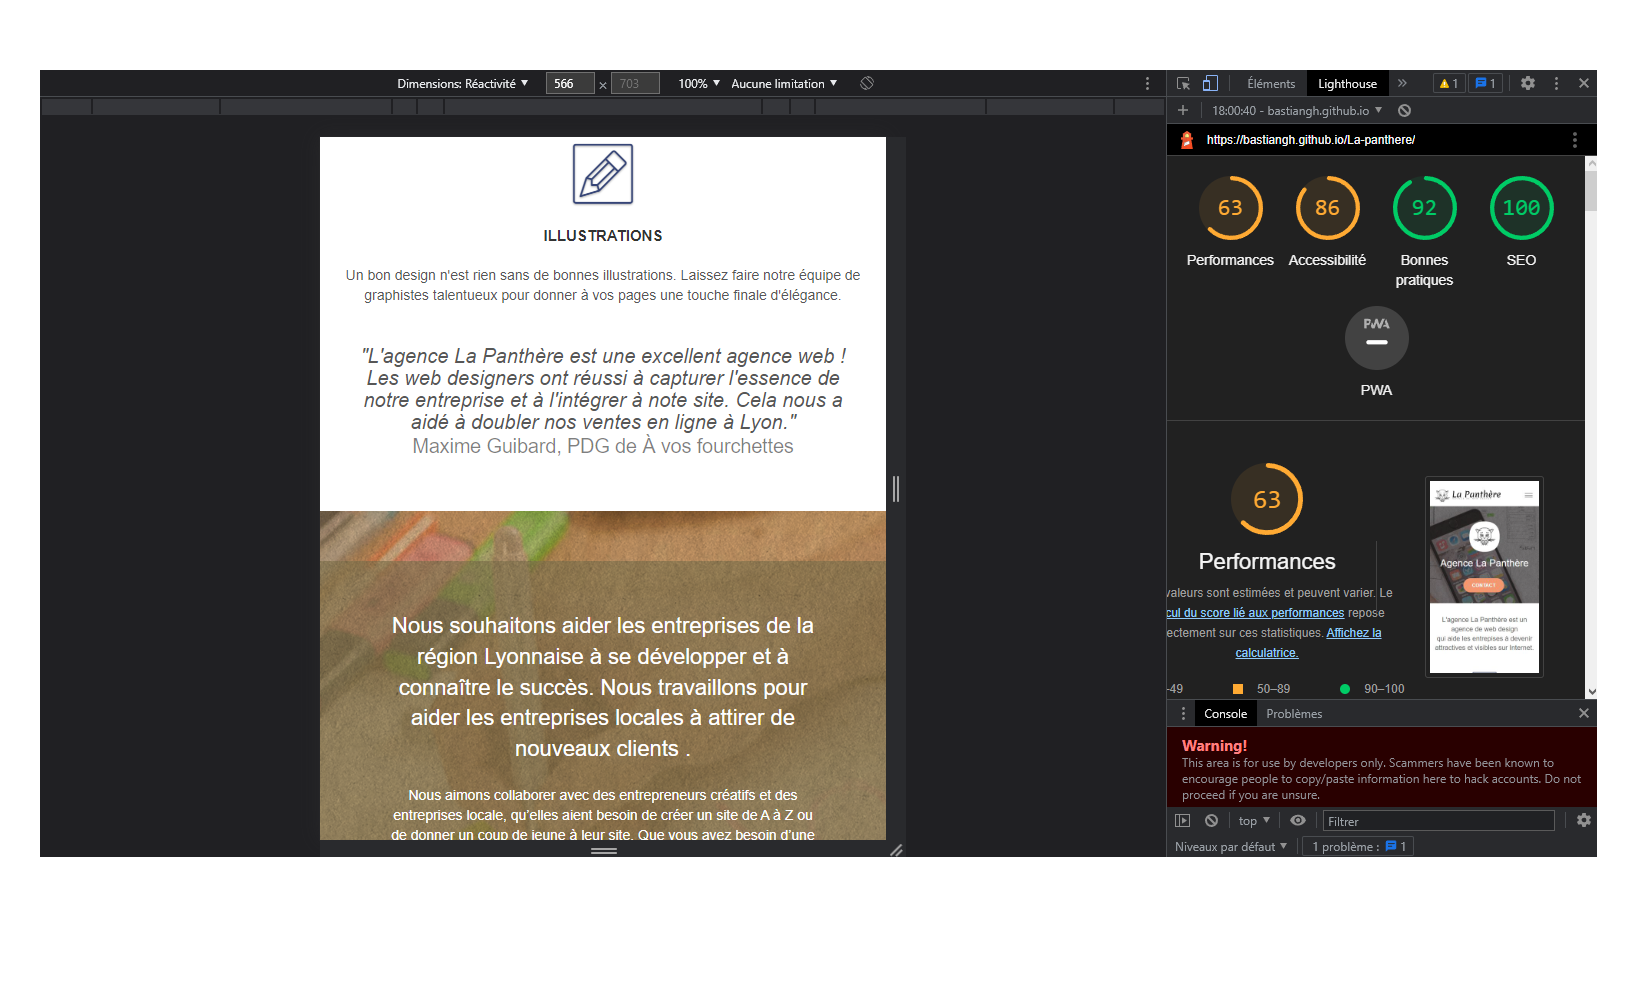 Dimensions: Réactivité 566 × 703 100% Aucune limitation
Éléments Lighthouse » 1 1
+ 18:00:40 - bastiangh.github.io
https://bastiangh.github.io/La-panthere/
ILLUSTRATIONS
Un bon design n'est rien sans de bonnes illustrations. Laissez faire notre équipe de
graphistes talentueux pour donner à vos pages une touche finale d'élégance.
"L'agence La Panthère est une excellent agence web !
Les web designers ont réussi à capturer l'essence de
notre entreprise et à l'intégrer à note site. Cela nous a
aidé à doubler nos ventes en ligne à Lyon."
Maxime Guibard, PDG de À vos fourchettes
Nous souhaitons aider les entreprises de la
région Lyonnaise à se développer et à
connaître le succès. Nous travaillons pour
aider les entreprises locales à attirer de
nouveaux clients .
Nous aimons collaborer avec des entrepreneurs créatifs et des
entreprises locale, qu'elles aient besoin de créer un site de A à Z ou
de donner un coup de jeune à leur site. Que vous avez besoin d'une
63 86 92 100
Performances Accessibilité Bonnes
pratiques
SEO
PWA
PWA
63
Performances
valeurs sont estimées et peuvent varier. Le
cul du score lié aux performances repose
ectement sur ces statistiques. Affichez la
calculatrice.
-49 50–89 90–100
La Panthère
Agence La Panthère
CONTACT
L'agence La Panthère est un
agence de web design
qui aide les entrepises à devenir
attractives et visibles sur Internet.
Console Problèmes
Warning!
This area is for use by developers only. Scammers have been known to
encourage people to copy/paste information here to hack accounts. Do not
proceed if you are unsure.
top Filtrer
Niveaux par défaut 1 problème : 1